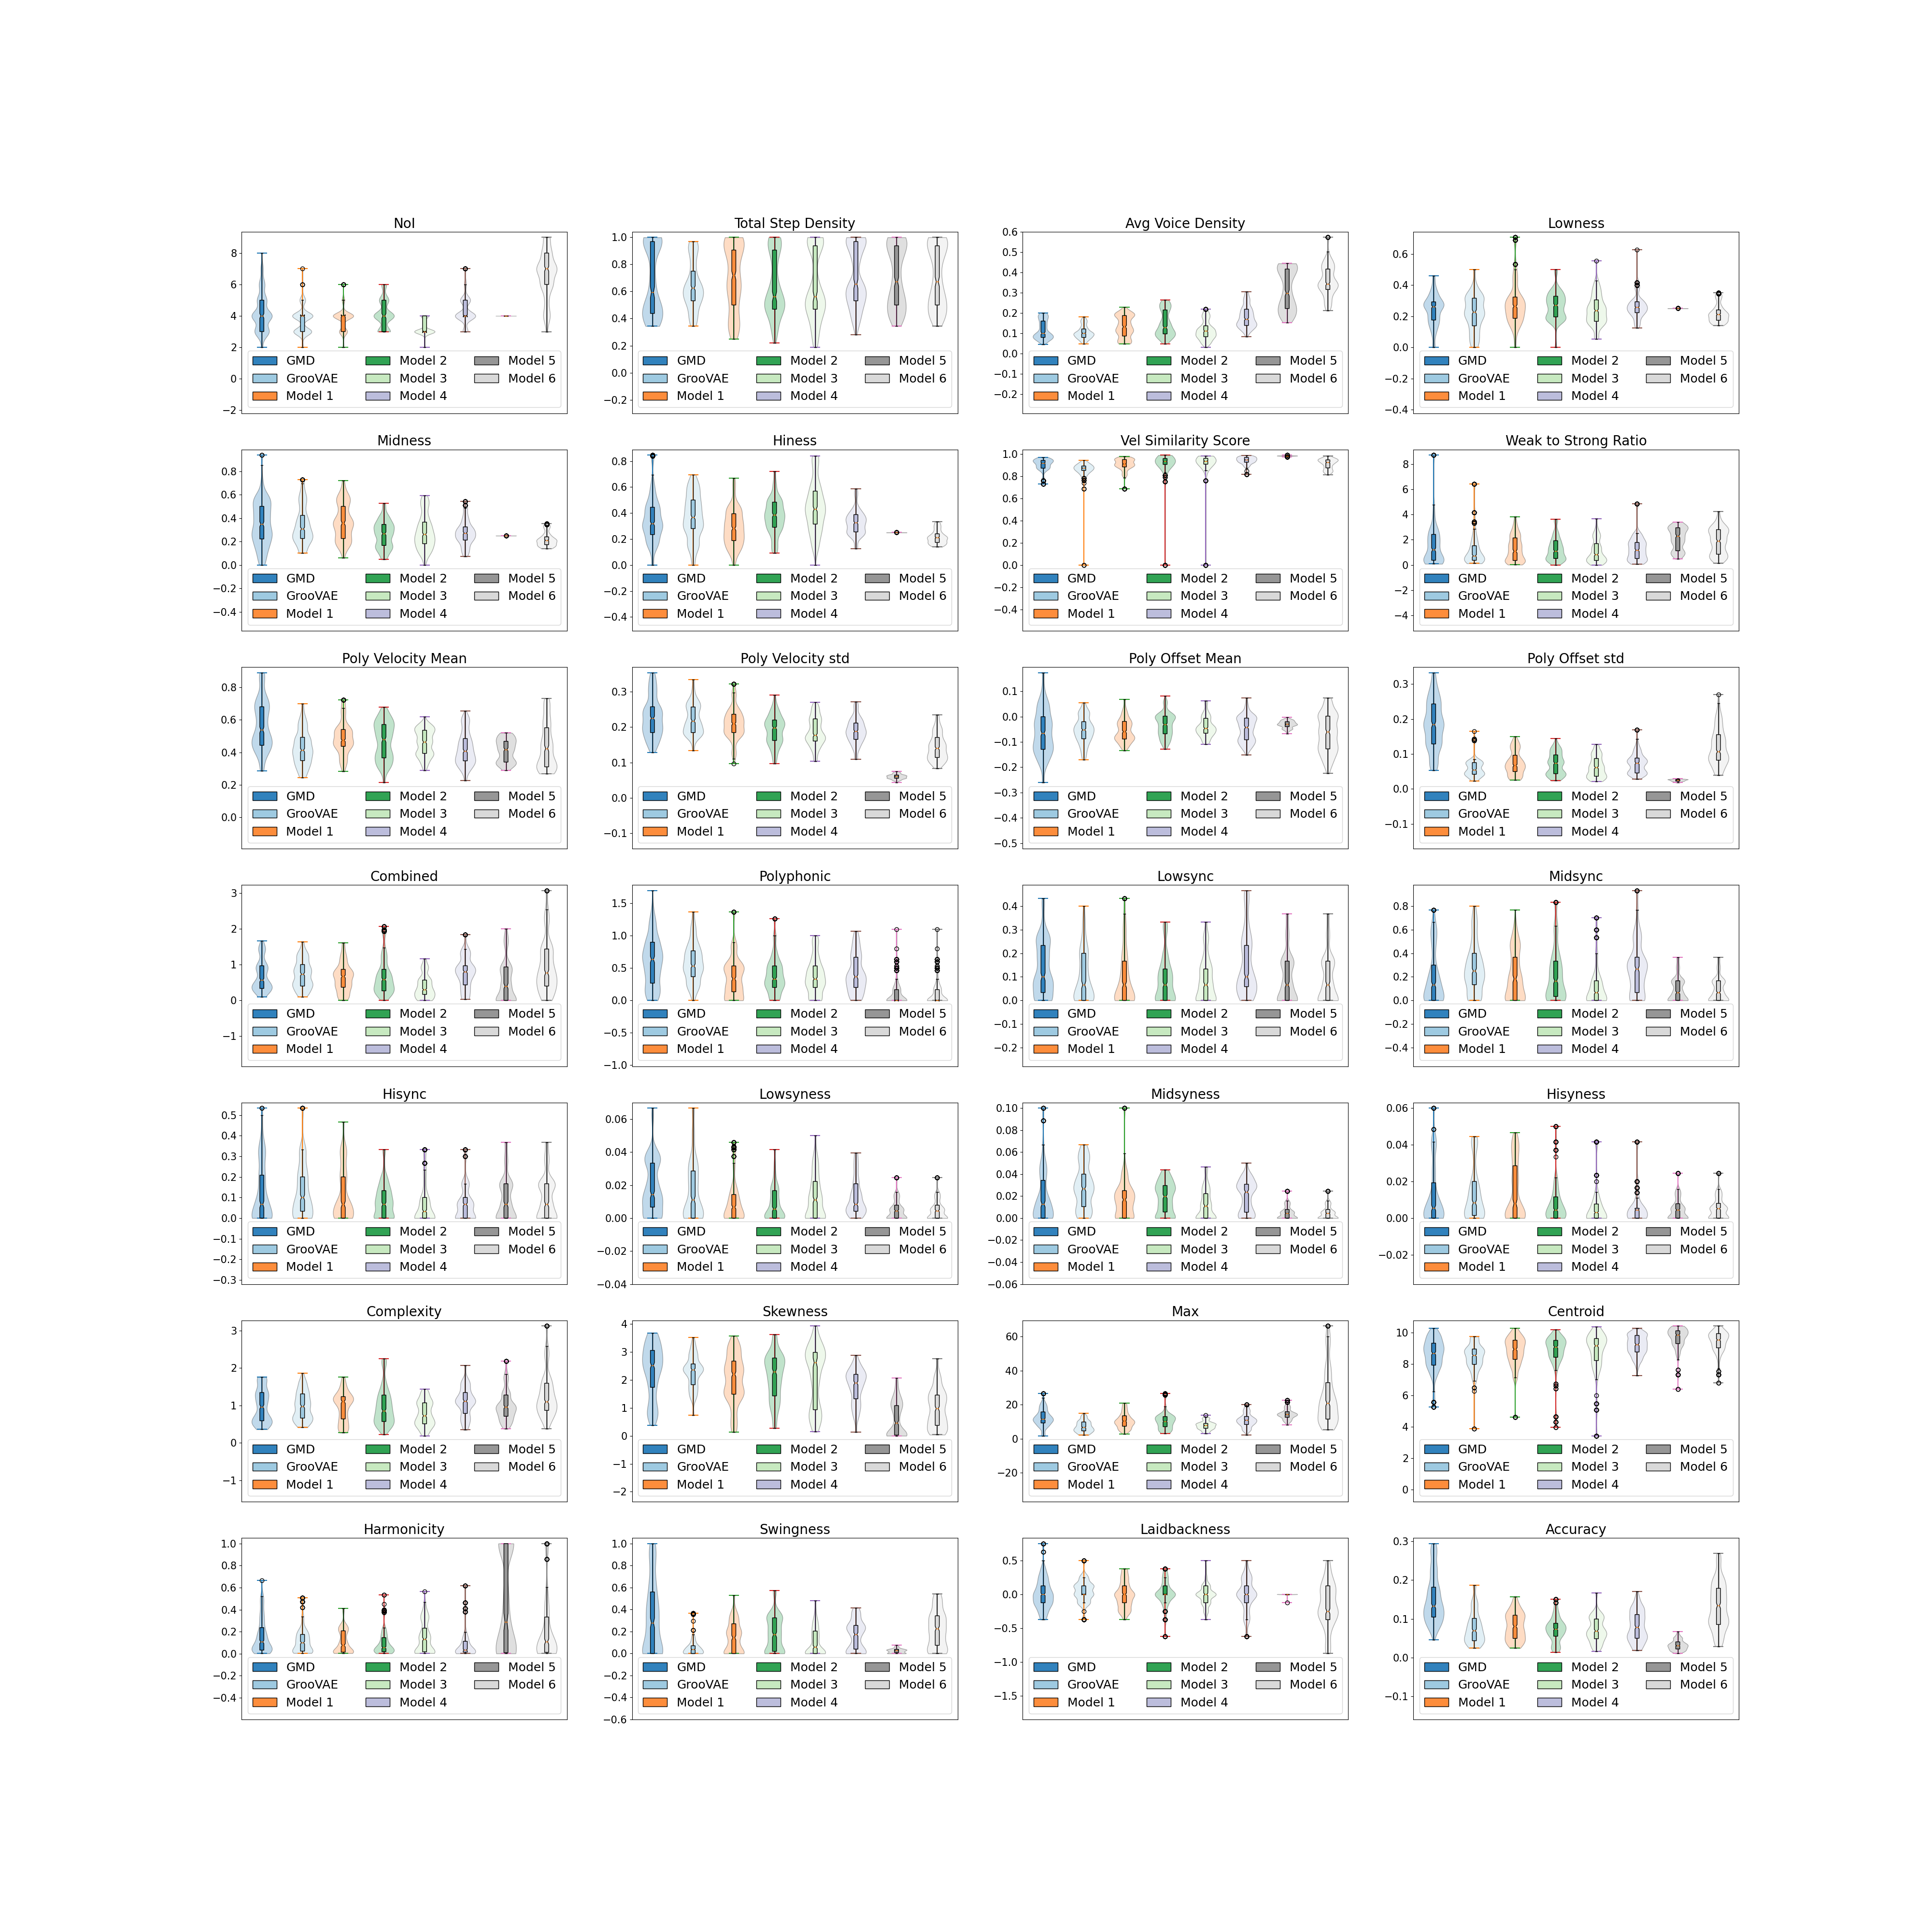 NoI
8
6
4
2
0
−2
GMD Model 2 Model 5
GrooVAE Model 3 Model 6
Model 1 Model 4
Total Step Density
1.0
0.8
0.6
0.4
0.2
0.0
−0.2
GMD Model 2 Model 5
GrooVAE Model 3 Model 6
Model 1 Model 4
Avg Voice Density
0.6
0.5
0.4
0.3
0.2
0.1
0.0
−0.1
−0.2
GMD Model 2 Model 5
GrooVAE Model 3 Model 6
Model 1 Model 4
Lowness
0.6
0.4
0.2
0.0
−0.2
−0.4
GMD Model 2 Model 5
GrooVAE Model 3 Model 6
Model 1 Model 4
Midness
0.8
0.6
0.4
0.2
0.0
−0.2
−0.4
GMD Model 2 Model 5
GrooVAE Model 3 Model 6
Model 1 Model 4
Hiness
0.8
0.6
0.4
0.2
0.0
−0.2
−0.4
GMD Model 2 Model 5
GrooVAE Model 3 Model 6
Model 1 Model 4
Vel Similarity Score
1.0
0.8
0.6
0.4
0.2
0.0
−0.2
−0.4
GMD Model 2 Model 5
GrooVAE Model 3 Model 6
Model 1 Model 4
Weak to Strong Ratio
8
6
4
2
0
−2
−4
GMD Model 2 Model 5
GrooVAE Model 3 Model 6
Model 1 Model 4
Poly Velocity Mean
0.8
0.6
0.4
0.2
0.0
GMD Model 2 Model 5
GrooVAE Model 3 Model 6
Model 1 Model 4
Poly Velocity std
0.3
0.2
0.1
0.0
−0.1
GMD Model 2 Model 5
GrooVAE Model 3 Model 6
Model 1 Model 4
Poly Offset Mean
0.1
0.0
−0.1
−0.2
−0.3
−0.4
−0.5
GMD Model 2 Model 5
GrooVAE Model 3 Model 6
Model 1 Model 4
Poly Offset std
0.3
0.2
0.1
0.0
−0.1
GMD Model 2 Model 5
GrooVAE Model 3 Model 6
Model 1 Model 4
Combined
3
2
1
0
−1
GMD Model 2 Model 5
GrooVAE Model 3 Model 6
Model 1 Model 4
Polyphonic
1.5
1.0
0.5
0.0
−0.5
−1.0
GMD Model 2 Model 5
GrooVAE Model 3 Model 6
Model 1 Model 4
Lowsync
0.4
0.3
0.2
0.1
0.0
−0.1
−0.2
GMD Model 2 Model 5
GrooVAE Model 3 Model 6
Model 1 Model 4
Midsync
0.8
0.6
0.4
0.2
0.0
−0.2
−0.4
GMD Model 2 Model 5
GrooVAE Model 3 Model 6
Model 1 Model 4
Hisync
0.5
0.4
0.3
0.2
0.1
0.0
−0.1
−0.2
−0.3
GMD Model 2 Model 5
GrooVAE Model 3 Model 6
Model 1 Model 4
Lowsyness
0.06
0.04
0.02
0.00
−0.02
−0.04
GMD Model 2 Model 5
GrooVAE Model 3 Model 6
Model 1 Model 4
Midsyness
0.10
0.08
0.06
0.04
0.02
0.00
−0.02
−0.04
−0.06
GMD Model 2 Model 5
GrooVAE Model 3 Model 6
Model 1 Model 4
Hisyness
0.06
0.04
0.02
0.00
−0.02
GMD Model 2 Model 5
GrooVAE Model 3 Model 6
Model 1 Model 4
Complexity
3
2
1
0
−1
GMD Model 2 Model 5
GrooVAE Model 3 Model 6
Model 1 Model 4
Skewness
4
3
2
1
0
−1
−2
GMD Model 2 Model 5
GrooVAE Model 3 Model 6
Model 1 Model 4
Max
60
40
20
0
−20
GMD Model 2 Model 5
GrooVAE Model 3 Model 6
Model 1 Model 4
Centroid
10
8
6
4
2
0
GMD Model 2 Model 5
GrooVAE Model 3 Model 6
Model 1 Model 4
Harmonicity
1.0
0.8
0.6
0.4
0.2
0.0
−0.2
−0.4
GMD Model 2 Model 5
GrooVAE Model 3 Model 6
Model 1 Model 4
Swingness
1.0
0.8
0.6
0.4
0.2
0.0
−0.2
−0.4
−0.6
GMD Model 2 Model 5
GrooVAE Model 3 Model 6
Model 1 Model 4
Laidbackness
0.5
0.0
−0.5
−1.0
−1.5
GMD Model 2 Model 5
GrooVAE Model 3 Model 6
Model 1 Model 4
Accuracy
0.3
0.2
0.1
0.0
−0.1
GMD Model 2 Model 5
GrooVAE Model 3 Model 6
Model 1 Model 4